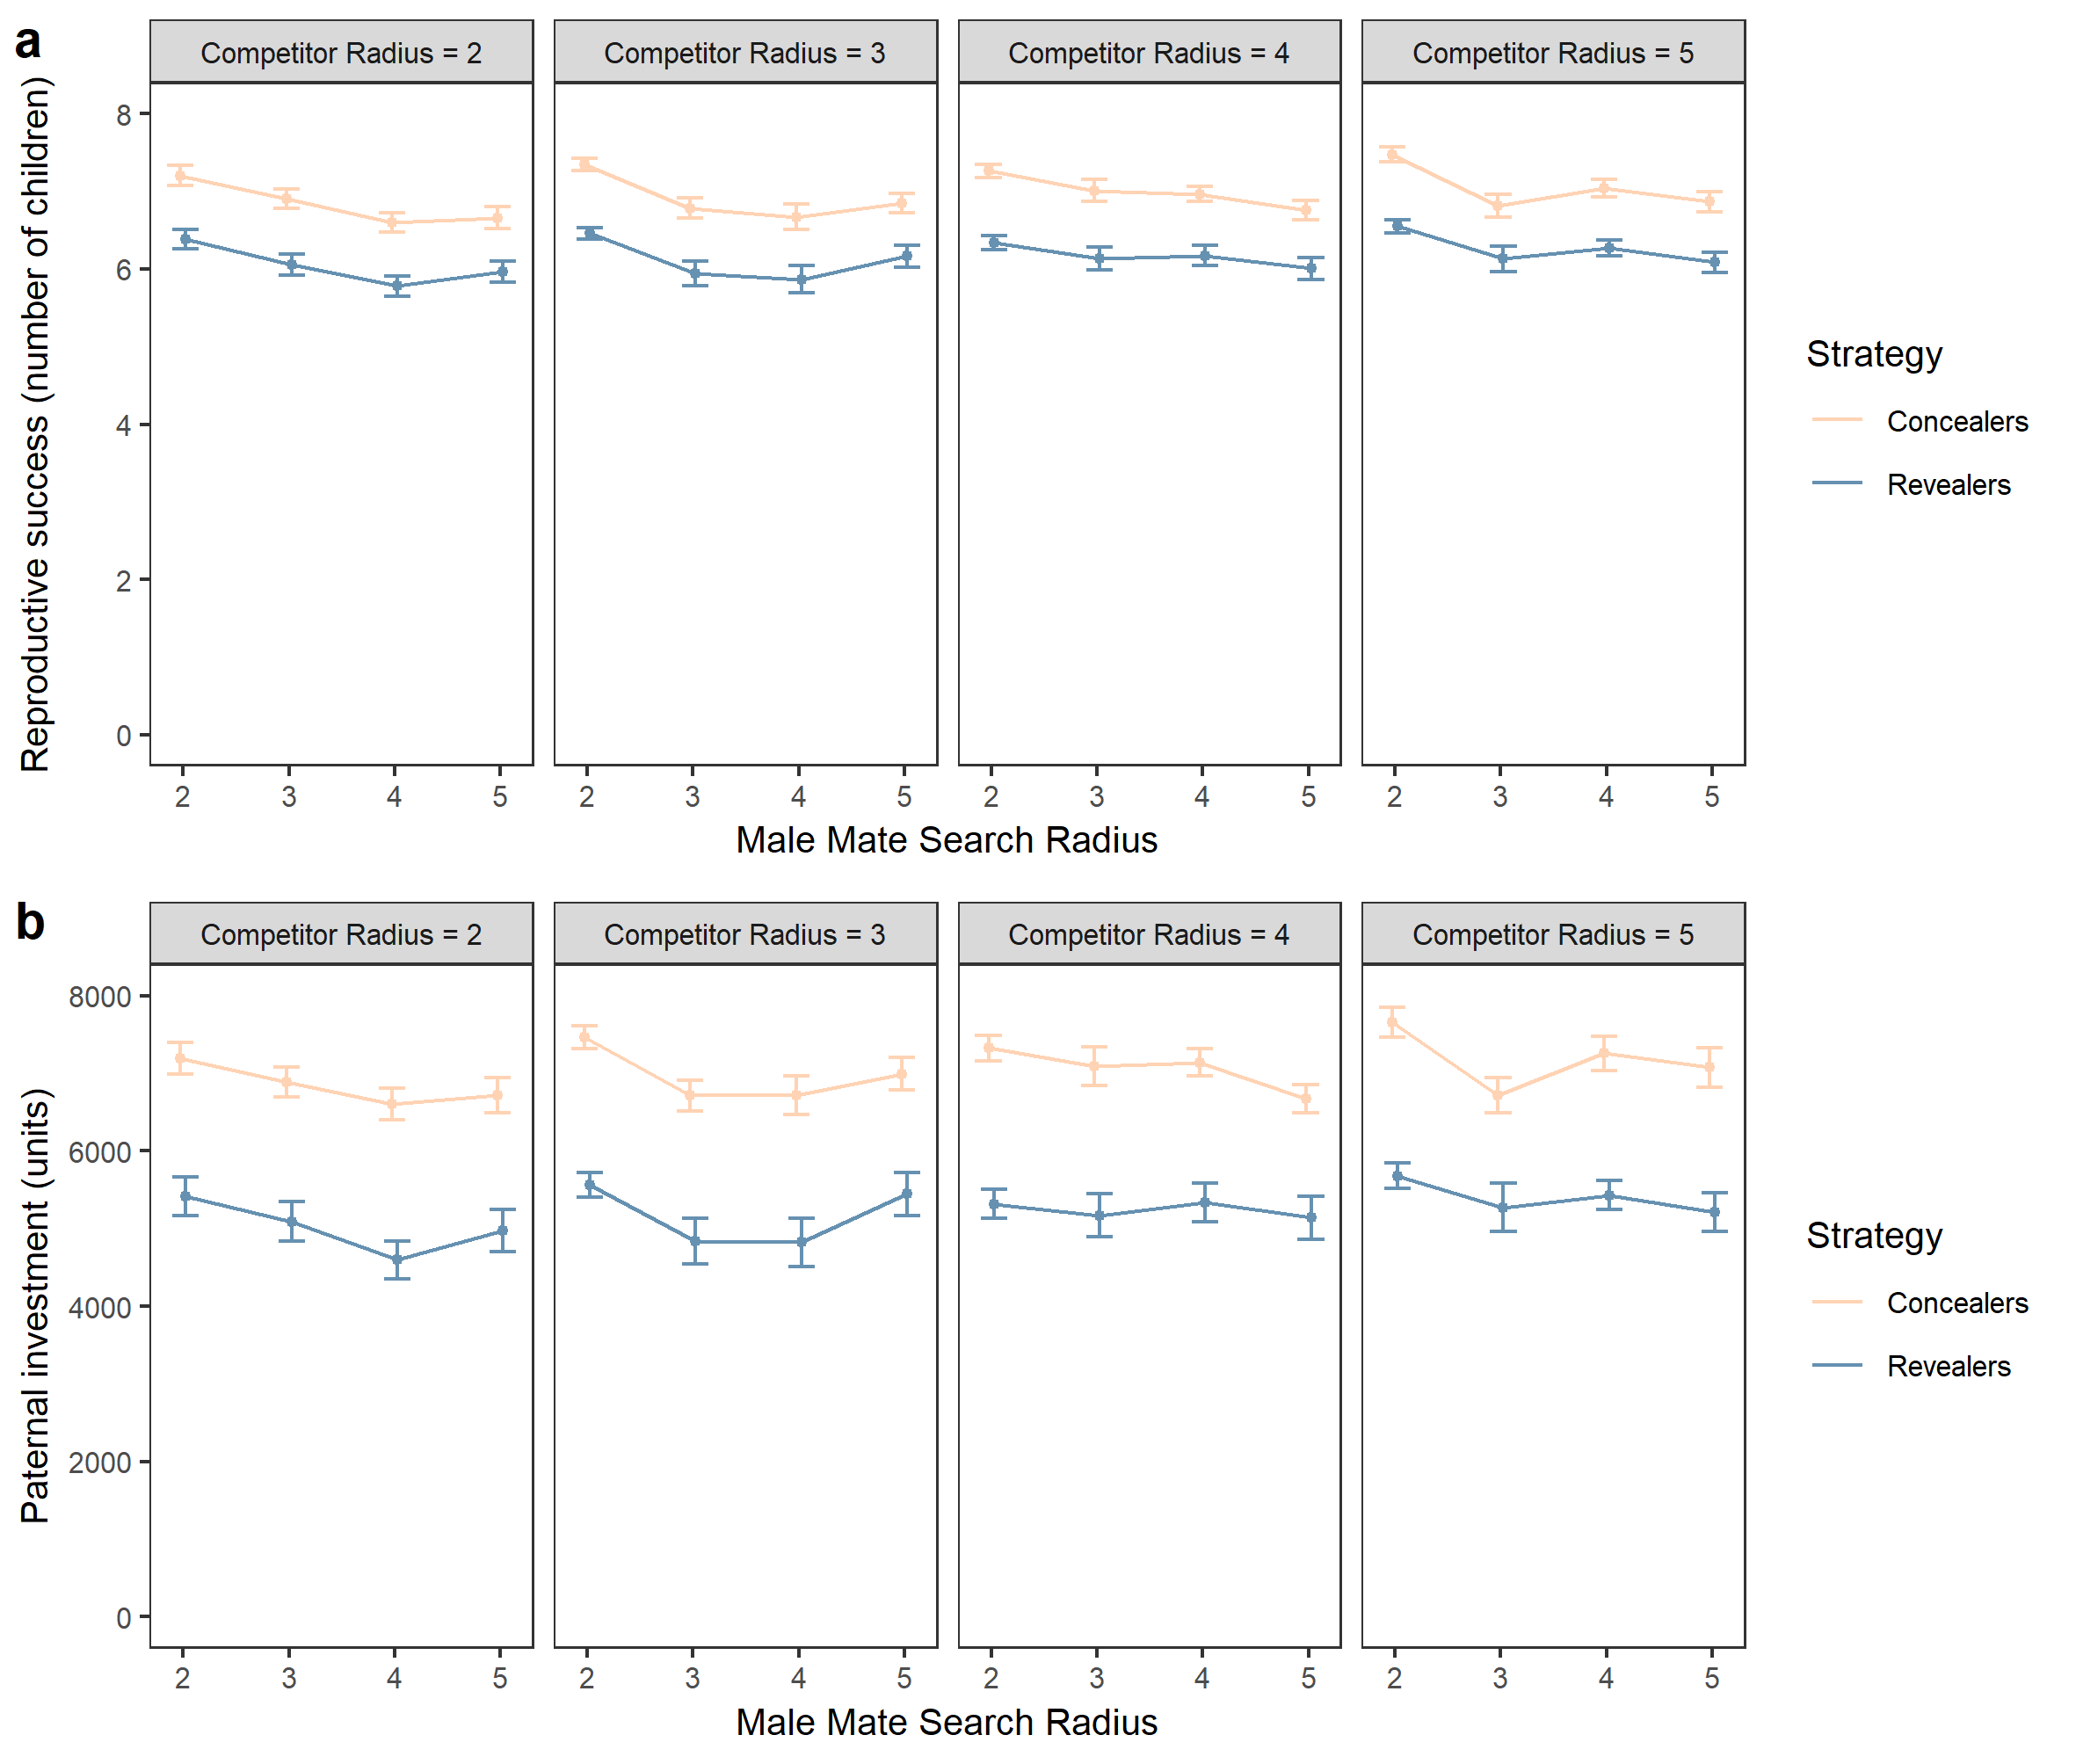 a
Competitor Radius = 2
Competitor Radius = 3
Competitor Radius = 4
Competitor Radius = 5
Reproductive success (number of children)
8
6
4
2
0
2 3 4 5
2 3 4 5
2 3 4 5
2 3 4 5
Male Mate Search Radius
Strategy
Concealers
Revealers
b
Competitor Radius = 2
Competitor Radius = 3
Competitor Radius = 4
Competitor Radius = 5
Paternal investment (units)
8000
6000
4000
2000
0
2 3 4 5
2 3 4 5
2 3 4 5
2 3 4 5
Male Mate Search Radius
Strategy
Concealers
Revealers